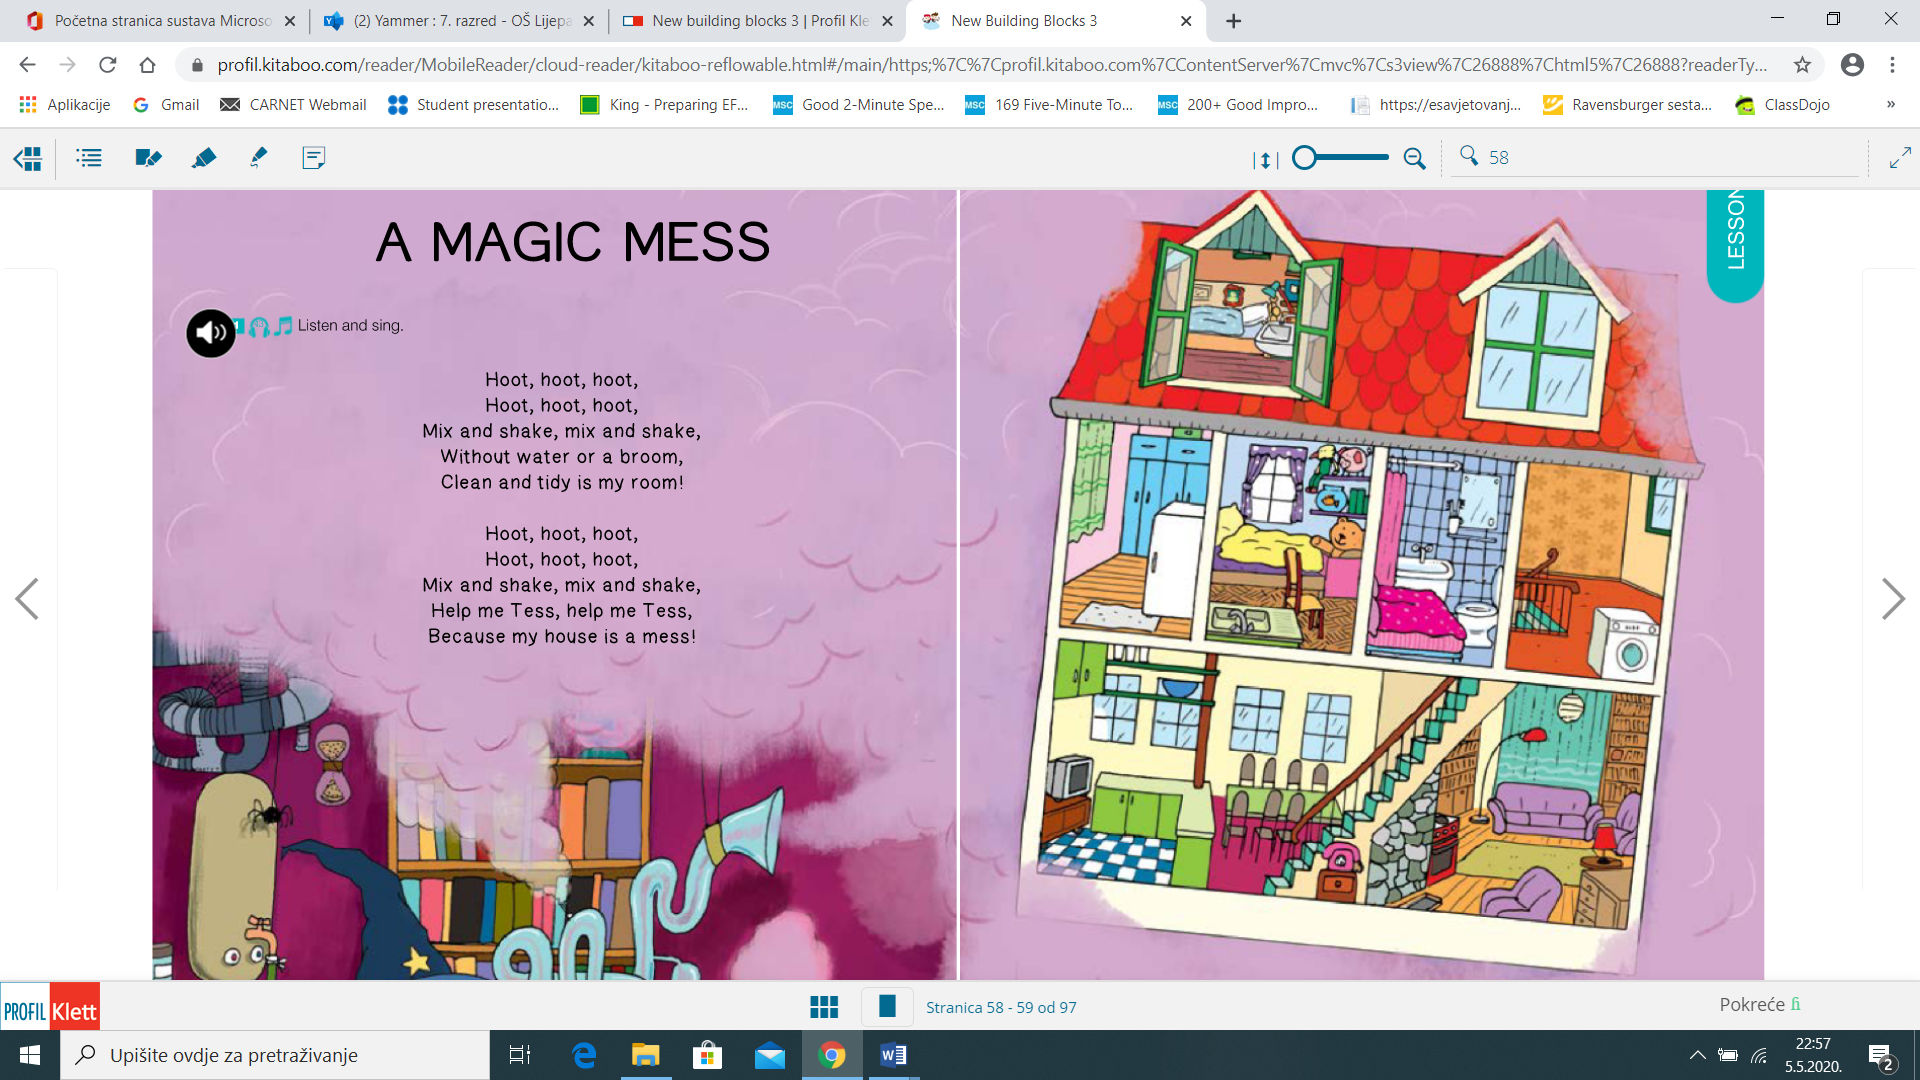 Početna stranica sustava Microso
(2) Yammer : 7. razred - OŠ Lijepa
New building blocks 3 | Profil Kle
New Building Blocks 3
profil.kitaboo.com/reader/MobileReader/cloud-reader/kitaboo-reflowable.html#/main/https;%7C%7Cprofil.kitaboo.com%7CContentServer%7Cmvc%7Cs3view%7C26888%7Chtml5%7C26888?readerTy...
Aplikacije
Gmail
CARNET Webmail
Student presentatio...
King - Preparing EF...
MSC Good 2-Minute Spe...
MSC 169 Five-Minute To...
MSC 200+ Good Impro...
https://esavjetovanj...
Ravensburger sesta...
ClassDojo
»
58
LESSON
A MAGIC MESS
Listen and sing.
Hoot, hoot, hoot,
Hoot, hoot, hoot,
Mix and shake, mix and shake,
Without water or a broom,
Clean and tidy is my room!
Hoot, hoot, hoot,
Hoot, hoot, hoot,
Mix and shake, mix and shake,
Help me Tess, help me Tess,
Because my house is a mess!
PROFIL Klett
Stranica 58 - 59 od 97
Pokreće fi
Upišite ovdje za pretraživanje
22:57
5.5.2020.
2